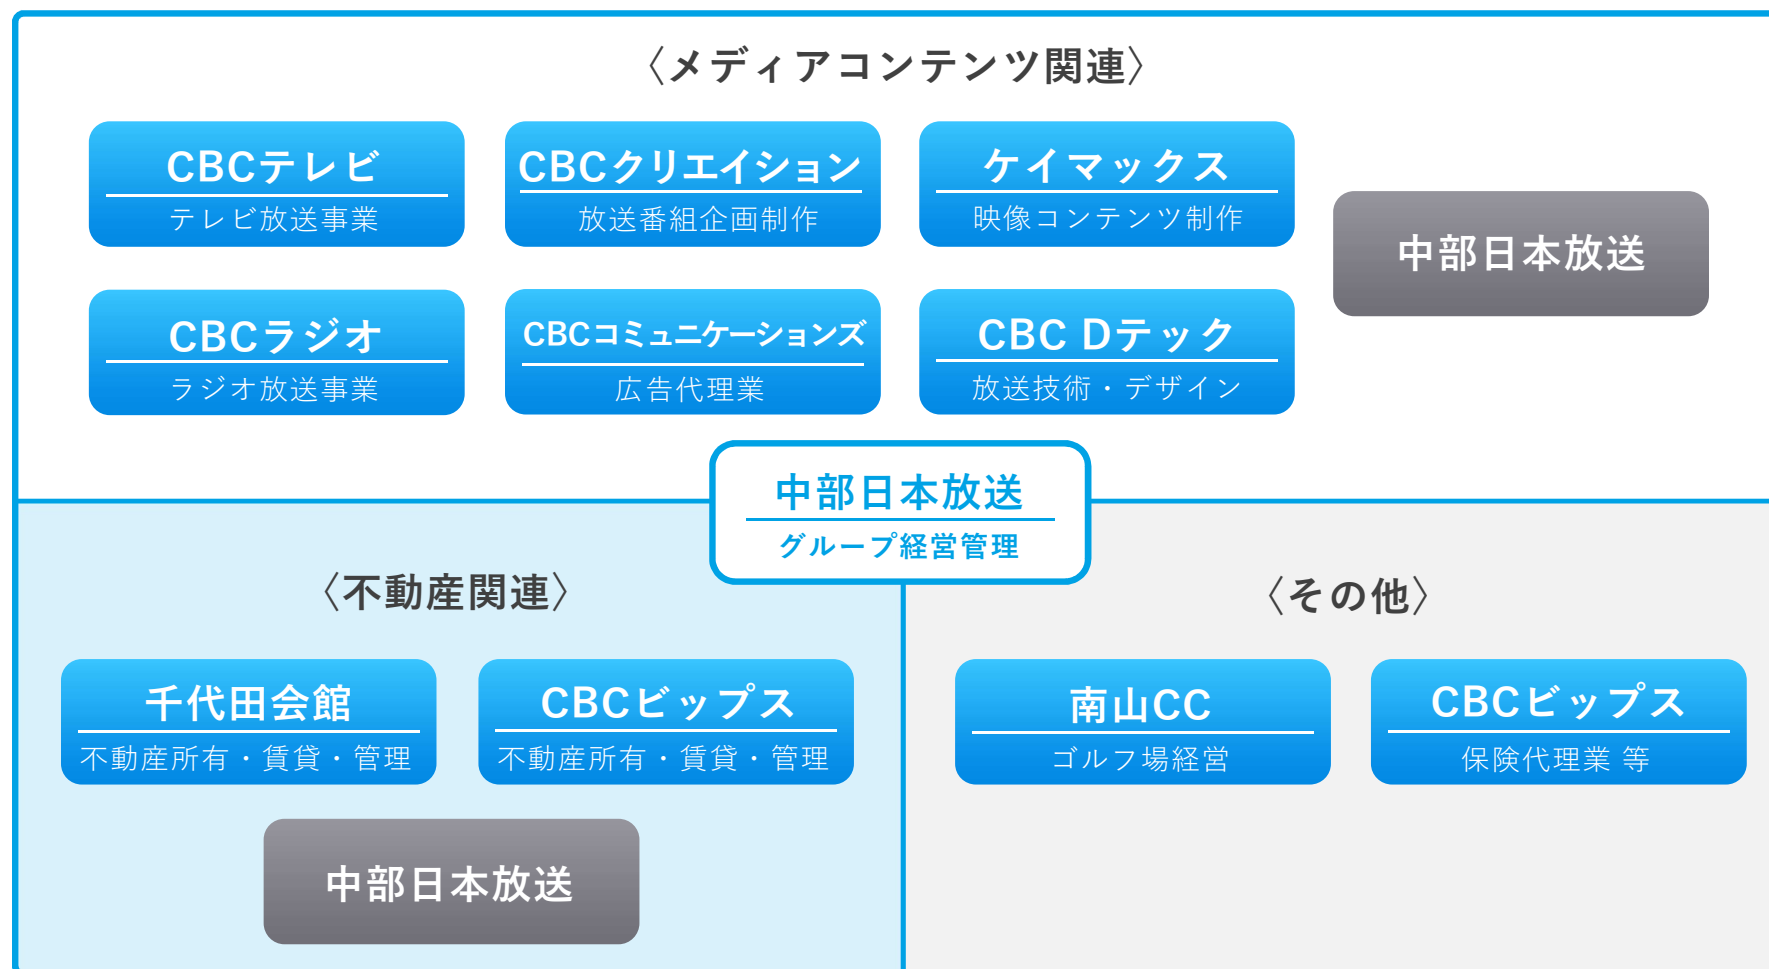 〈メディアコンテンツ関連〉
CBCテレビ
テレビ放送事業
CBCクリエイション
放送番組企画制作
ケイマックス
映像コンテンツ制作
中部日本放送
CBCラジオ
ラジオ放送事業
CBCコミュニケーションズ
広告代理業
CBC Dテック
放送技術・デザイン
中部日本放送
グループ経営管理
〈不動産関連〉
千代田会館
不動産所有・賃貸・管理
CBCビップス
不動産所有・賃貸・管理
中部日本放送
〈その他〉
南山CC
ゴルフ場経営
CBCビップス
保険代理業 等